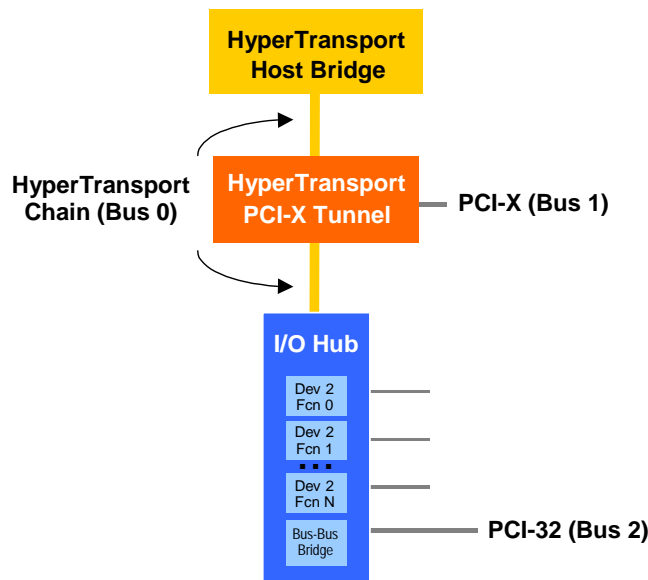 HyperTransport
Host Bridge
HyperTransport
Chain (Bus 0)
HyperTransport
PCI-X Tunnel
PCI-X (Bus 1)
I/O Hub
Dev 2
Fcn 0
Dev 2
Fcn 1
...
Dev 2
Fcn N
Bus-Bus
Bridge
PCI-32 (Bus 2)